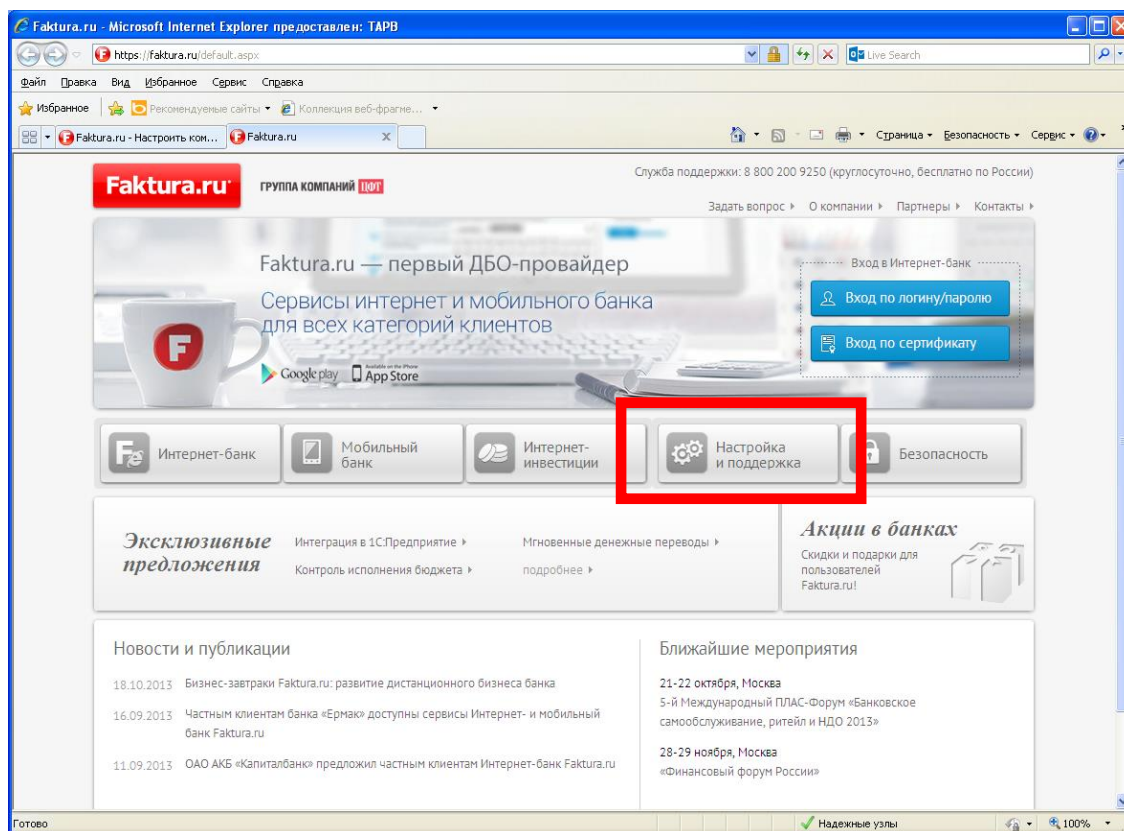 Faktura.ru - Microsoft Internet Explorer предоставлен: ТАРВ
https://faktura.ru/default.aspx
Live Search
Файл Правка Вид Избранное Сервис Справка
Избранное Рекомендуемые сайты Коллекция веб-фрагме...
Faktura.ru - Настроить ком... Faktura.ru
Страница Безопасность Сервис
Faktura.ru
ГРУППА КОМПАНИЙ ЦФТ
Служба поддержки: 8 800 200 9250 (круглосуточно, бесплатно по России)
Задать вопрос О компании Партнеры Контакты
Faktura.ru — первый ДБО-провайдер
Сервисы интернет и мобильного банка
для всех категорий клиентов
Google play
Available on the iPhone
App Store
Вход в Интернет-банк
Вход по логину/паролю
Вход по сертификату
F
Интернет-банк
Мобильный
банк
Интернет-
инвестиции
Настройка
и поддержка
Безопасность
Эксклюзивные
предложения
Интеграция в 1С:Предприятие
Мгновенные денежные переводы
Контроль исполнения бюджета
подробнее
Акции в банках
Скидки и подарки для
пользователей
Faktura.ru!
Новости и публикации
18.10.2013 Бизнес-завтраки Faktura.ru: развитие дистанционного бизнеса банка
16.09.2013 Частным клиентам банка «Ермак» доступны сервисы Интернет- и мобильный
банк Faktura.ru
11.09.2013 ОАО АКБ «Капиталбанк» предложил частным клиентам Интернет-банк Faktura.ru
Ближайшие мероприятия
21-22 октября, Москва
5-й Международный ПЛАС-Форум «Банковское
самообслуживание, ритейл и НДО 2013»
28-29 ноября, Москва
«Финансовый форум России»
Готово
Надежные узлы
100%